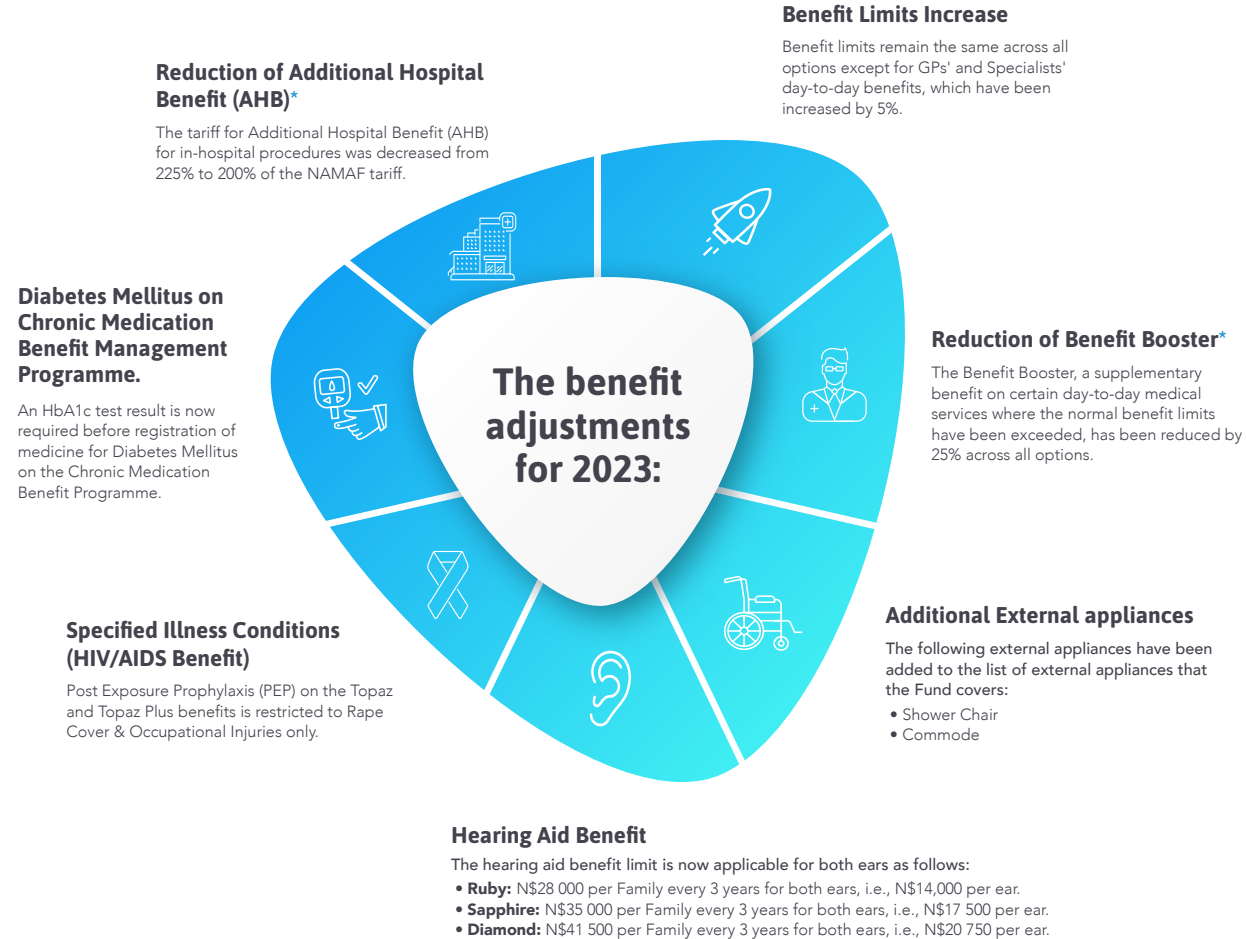 Benefit Limits Increase
Benefit limits remain the same across all
options except for GPs' and Specialists'
day-to-day benefits, which have been
increased by 5%.
Reduction of Additional Hospital
Benefit (AHB)*
The tariff for Additional Hospital Benefit (AHB)
for in-hospital procedures was decreased from
225% to 200% of the NAMAF tariff.
Diabetes Mellitus on
Chronic Medication
Benefit Management
Programme.
An HbA1c test result is now
required before registration of
medicine for Diabetes Mellitus
on the Chronic Medication
Benefit Programme.
The benefit
adjustments
for 2023:
Reduction of Benefit Booster*
The Benefit Booster, a supplementary
benefit on certain day-to-day medical
services where the normal benefit limits
have been exceeded, has been reduced by
25% across all options.
Specified Illness Conditions
(HIV/AIDS Benefit)
Post Exposure Prophylaxis (PEP) on the Topaz
and Topaz Plus benefits is restricted to Rape
Cover & Occupational Injuries only.
Additional External appliances
The following external appliances have been
added to the list of external appliances that
the Fund covers:
• Shower Chair
• Commode
Hearing Aid Benefit
The hearing aid benefit limit is now applicable for both ears as follows:
• Ruby: N$28 000 per Family every 3 years for both ears, i.e., N$14,000 per ear.
• Sapphire: N$35 000 per Family every 3 years for both ears, i.e., N$17 500 per ear.
• Diamond: N$41 500 per Family every 3 years for both ears, i.e., N$20 750 per ear.